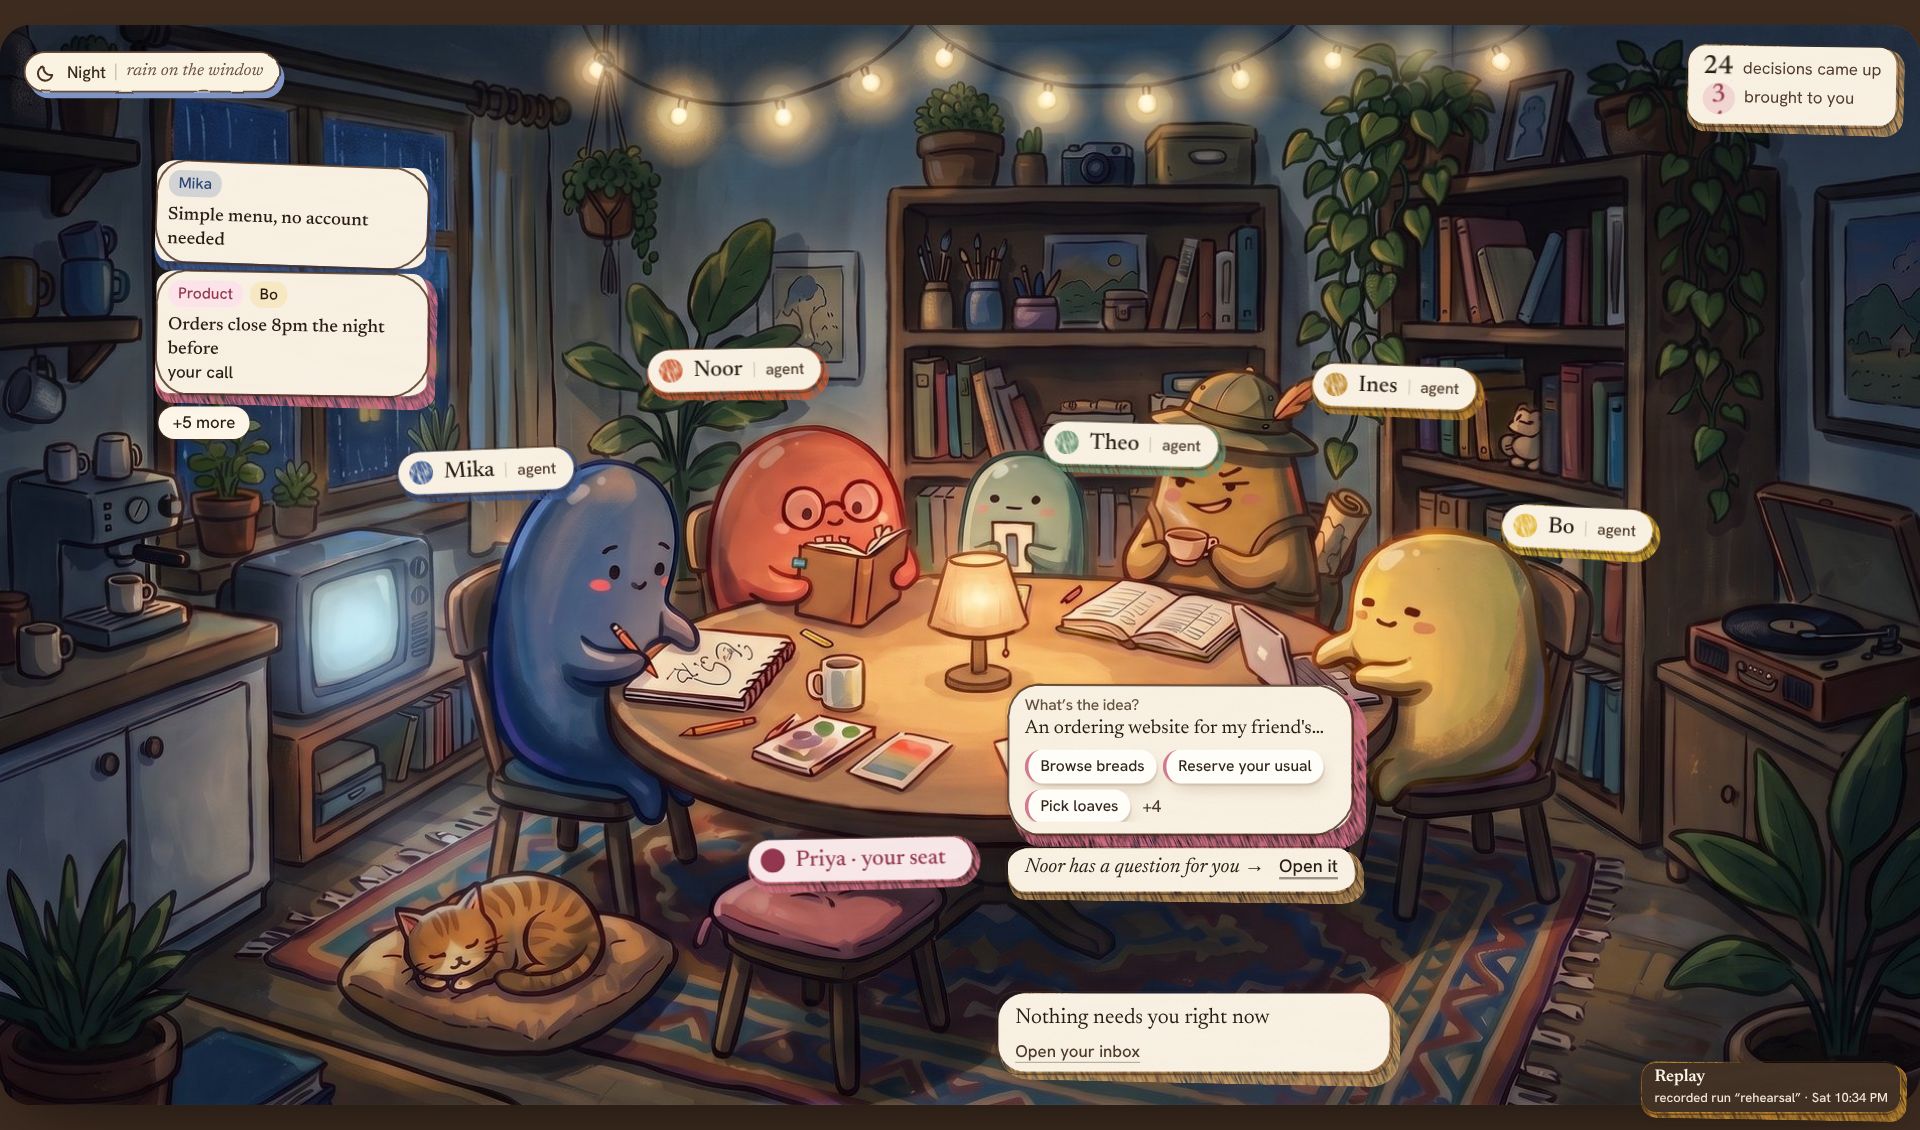 Night | rain on the window
24 decisions came up
3 brought to you
Mika
Simple menu, no account
needed
Product Bo
Orders close 8pm the night
before
your call
+5 more
Noor | agent
Ines | agent
Theo | agent
Mika | agent
Bo | agent
What's the idea?
An ordering website for my friend's...
Browse breads Reserve your usual
Pick loaves +4
Priya · your seat
Noor has a question for you → Open it
Nothing needs you right now
Open your inbox
Replay
recorded run “rehearsal” · Sat 10:34 PM